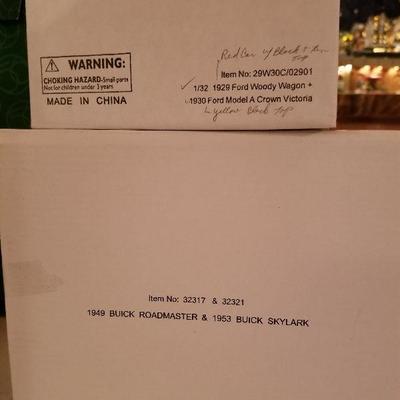 Red Car w/ Black & Tan
top
WARNING:
CHOKING HAZARD-Small parts
Not for children under 3 years
MADE IN CHINA
Item No: 29W30C/02901
✓ 1/32 1929 Ford Woody Wagon +
1930 Ford Model A Crown Victoria
Yellow Black Top
Item No: 32317 & 32321
1949 BUICK ROADMASTER & 1953 BUICK SKYLARK